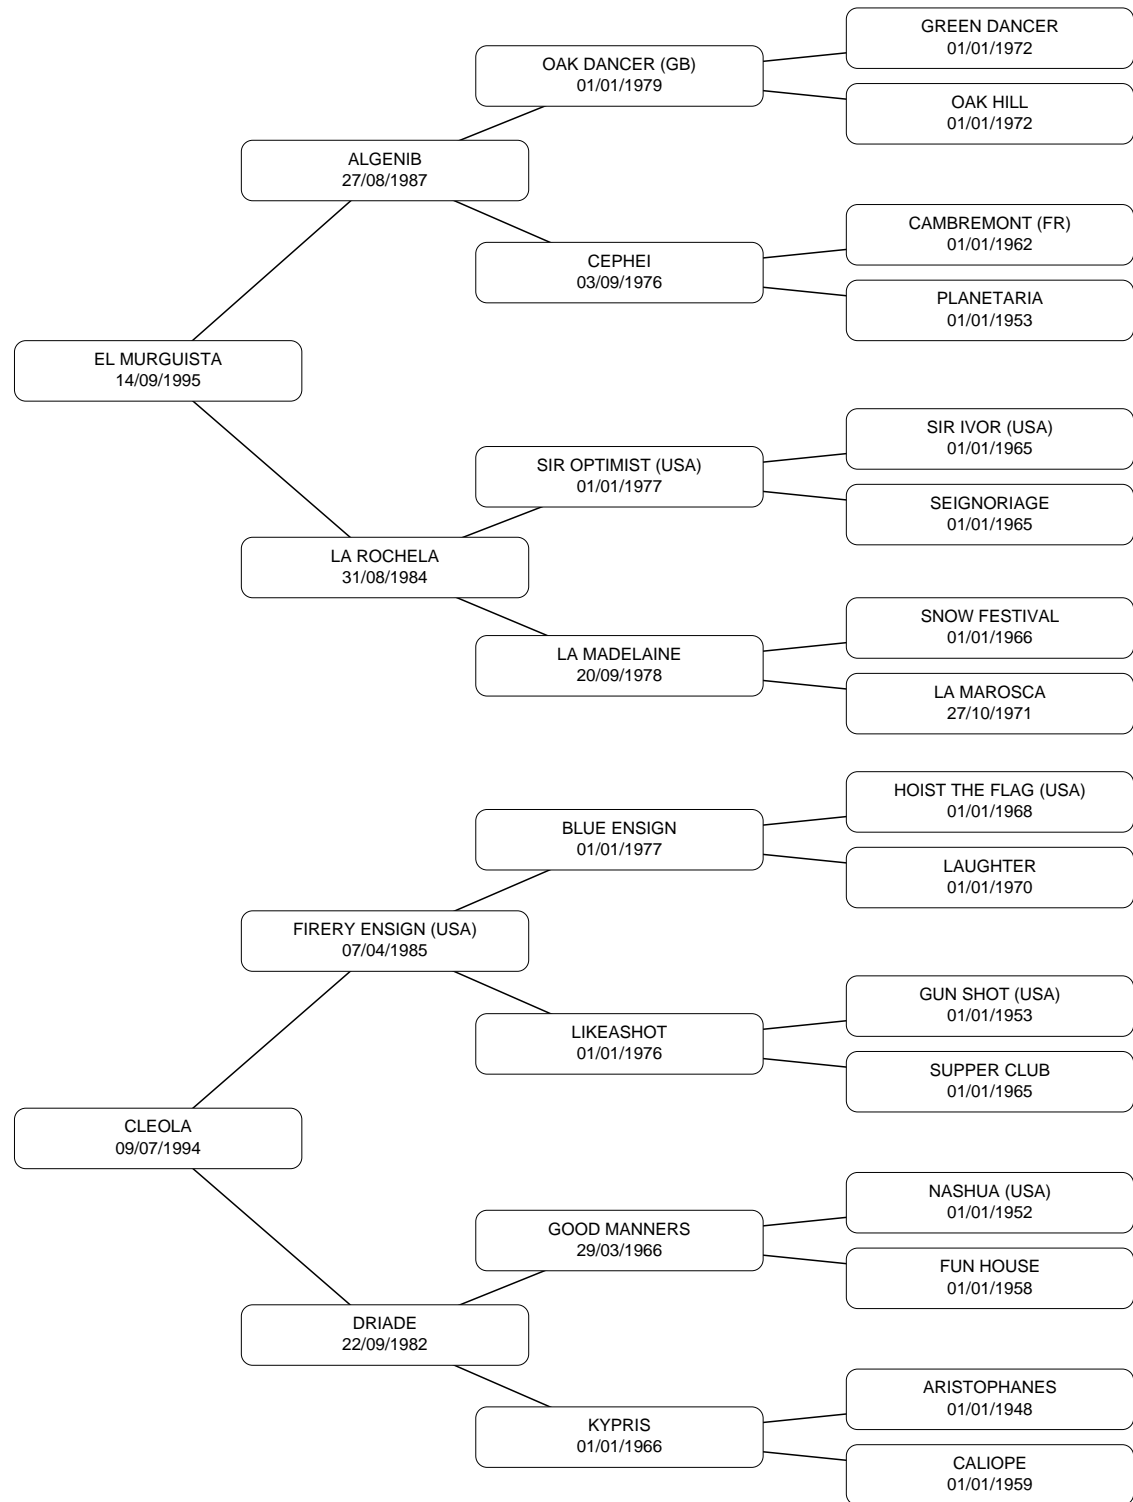 GREEN DANCER
01/01/1972
OAK DANCER (GB)
01/01/1979
OAK HILL
01/01/1972
ALGENIB
27/08/1987
CAMBREMONT (FR)
01/01/1962
CEPHEI
03/09/1976
PLANETARIA
01/01/1953
EL MURGUISTA
14/09/1995
SIR IVOR (USA)
01/01/1965
SIR OPTIMIST (USA)
01/01/1977
SEIGNORIAGE
01/01/1965
LA ROCHELA
31/08/1984
SNOW FESTIVAL
01/01/1966
LA MADELAINE
20/09/1978
LA MAROSCA
27/10/1971
HOIST THE FLAG (USA)
01/01/1968
BLUE ENSIGN
01/01/1977
LAUGHTER
01/01/1970
FIRERY ENSIGN (USA)
07/04/1985
GUN SHOT (USA)
01/01/1953
LIKEASHOT
01/01/1976
SUPPER CLUB
01/01/1965
CLEOLA
09/07/1994
NASHUA (USA)
01/01/1952
GOOD MANNERS
29/03/1966
FUN HOUSE
01/01/1958
DRIADE
22/09/1982
ARISTOPHANES
01/01/1948
KYPRIS
01/01/1966
CALIOPE
01/01/1959